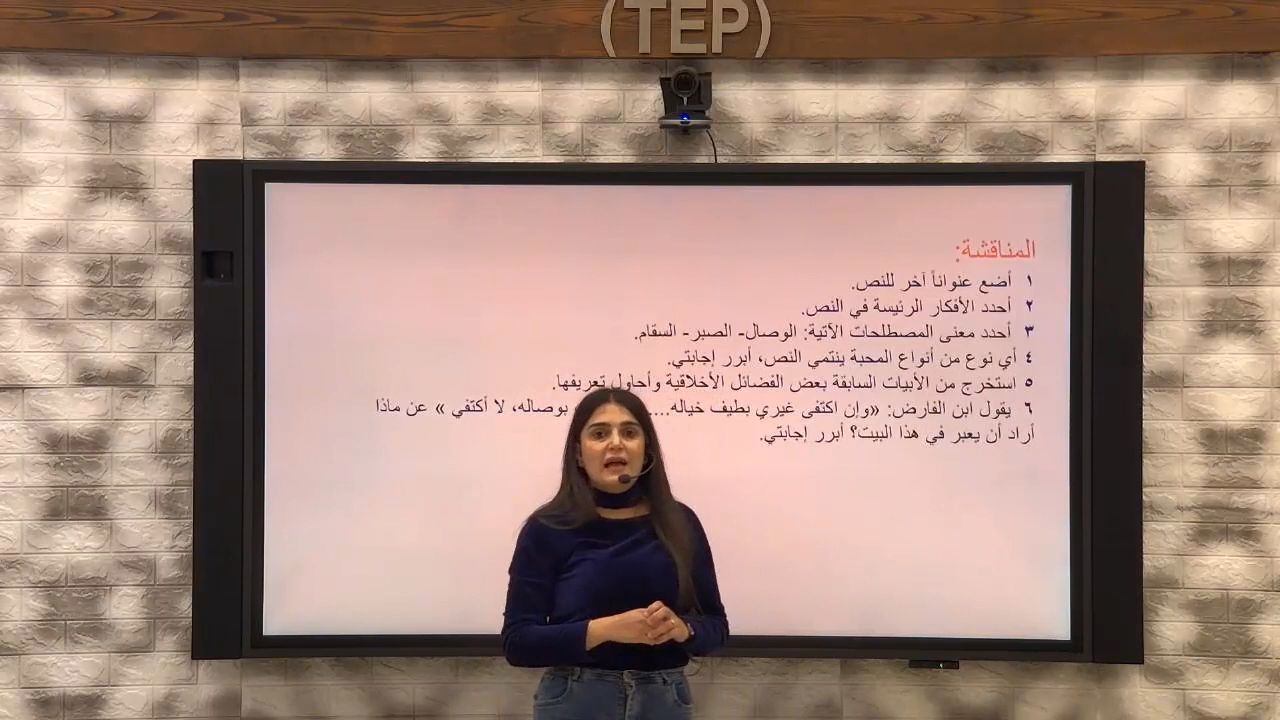 (TEP)
المناقشة:
١ أضع عنواناً آخر للنص.
٢ أحدد الأفكار الرئيسة في النص.
٣ أحدد معنى المصطلحات الآتية: الوصال- الصبر- السقام.
٤ أي نوع من أنواع المحبة ينتمي النص، أبرر إجابتي.
٥ استخرج من الأبيات السابقة بعض الفضائل الأخلاقية وأحاول تعريفها.
٦ يقول ابن الفارض: «وإن اكتفى غيري بطيف خياله.... بوصاله، لا أكتفي » عن ماذا
أراد أن يعبر في هذا البيت؟ أبرر إجابتي.